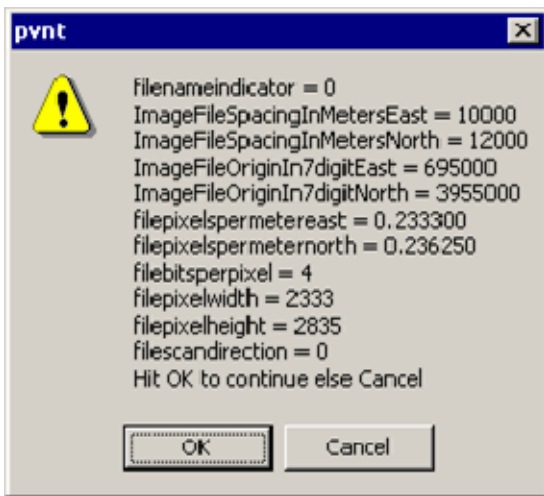 pvnt
filenameindicator = 0
ImageFileSpacingInMetersEast = 10000
ImageFileSpacingInMetersNorth = 12000
ImageFileOriginIn7digitEast = 695000
ImageFileOriginIn7digitNorth = 3955000
filepixelspermetereast = 0.233300
filepixelspermeternorth = 0.236250
filebitsperpixel = 4
filepixelwidth = 2333
filepixelheight = 2835
filescandirection = 0
Hit OK to continue else Cancel
OK Cancel